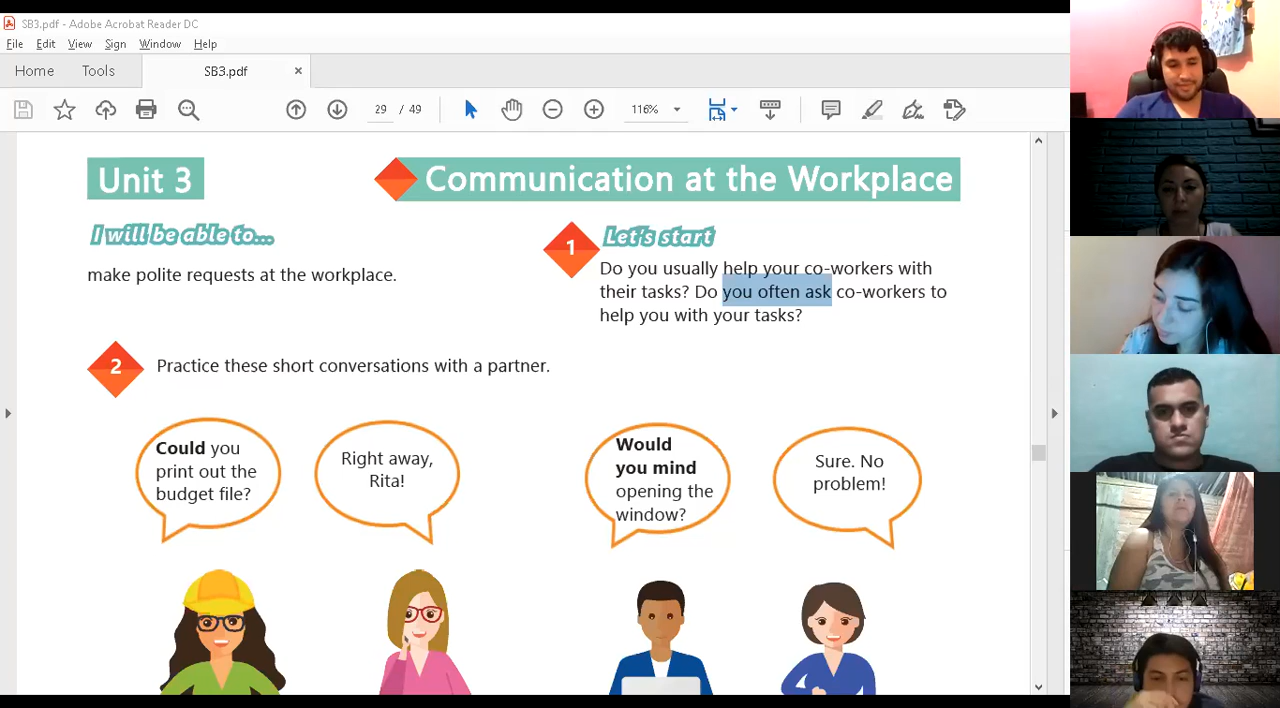 SB3.pdf - Adobe Acrobat Reader DC
File Edit View Sign Window Help
Home Tools SB3.pdf ×
29 / 49 116%
Unit 3
Communication at the Workplace
I will be able to...
make polite requests at the workplace.
1 Let's start
Do you usually help your co-workers with
their tasks? Do you often ask co-workers to
help you with your tasks?
2 Practice these short conversations with a partner.
Could you
print out the
budget file?
Right away,
Rita!
Would
you mind
opening the
window?
Sure. No
problem!